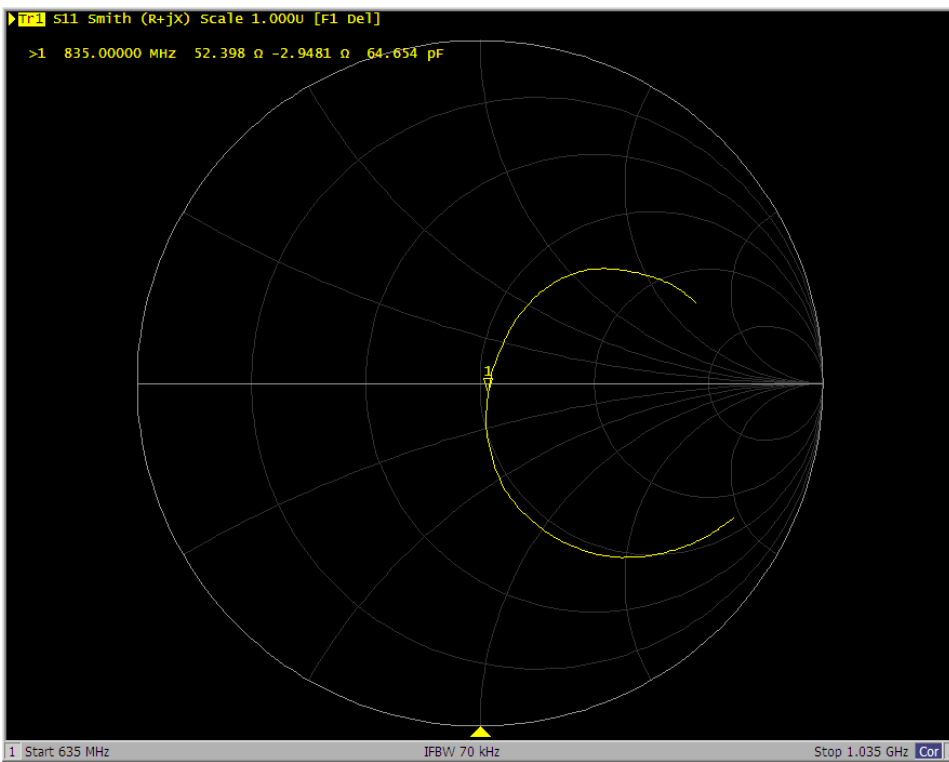 Tr1 S11 Smith (R+jX) Scale 1.000U [F1 Del]
>1 835.00000 MHz 52.398 Ω -2.9481 Ω 64.654 pF
1
1 Start 635 MHz IFBW 70 kHz Stop 1.035 GHz Cor